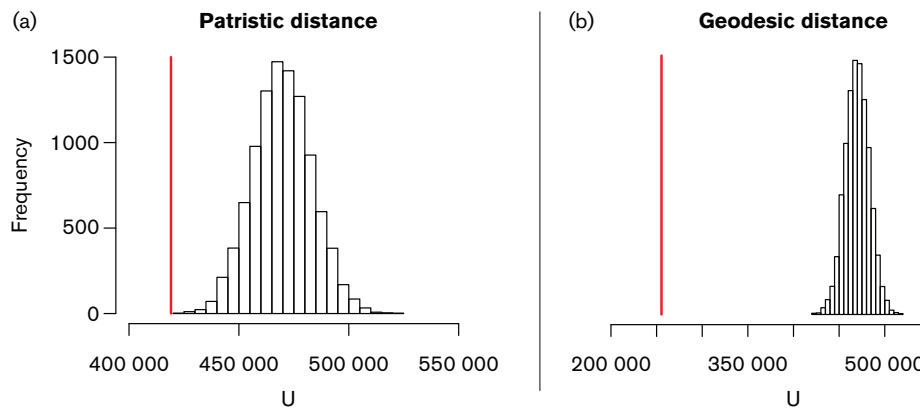 (a) Patristic distance
Frequency
1500
1000
500
0
400 000 450 000 500 000 550 000
U
(b) Geodesic distance
200 000 350 000 500 000
U